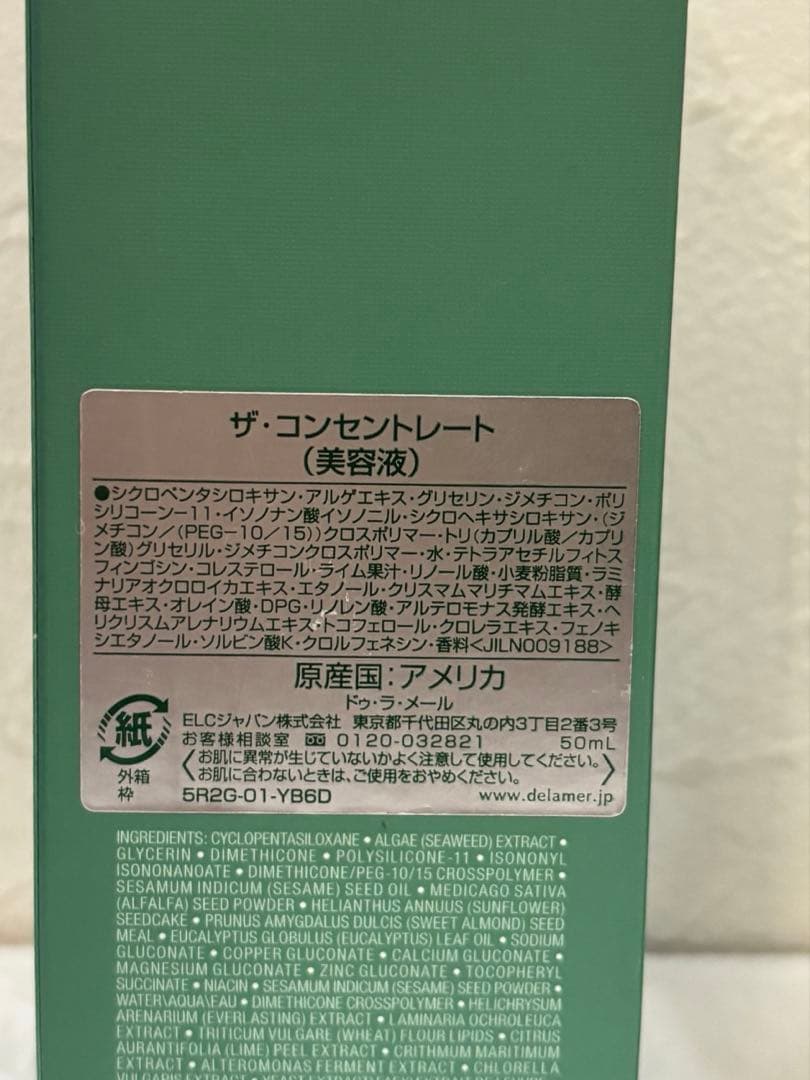 ザ・コンセントレート
(美容液)
●シクロペンタシロキサン・アルゲエキス・グリセリン・ジメチコン・ポリ
シリコーン-11・イソノナン酸イソノニル・シクロヘキサシロキサン・(ジ
メチコン/(PEG-10/15))クロスポリマー・トリ(カプリル酸/カプリ
ン酸)グリセリル・ジメチコンクロスポリマー・水・テトラアセチルフィトス
フィンゴシン・コレステロール・ライム果汁・リノール酸・小麦粉脂質・ラミ
ナリアオクロロイカエキス・エタノール・クリスマムマリチマムエキス・酵
母エキス・オレイン酸・DPG・リノレン酸・アルテロモナス発酵エキス・ヘ
リクリスムアレナリウムエキス・トコフェロール・クロレラエキス・フェノキ
シエタノール・ソルビン酸K・クロルフェネシン・香料<JILN009188>
原産国:アメリカ
ドゥ・ラ・メール
紙
外箱
枠
ELCジャパン株式会社 東京都千代田区丸の内3丁目2番3号
お客様相談室 0120-032821 50mL
〈お肌に異常が生じていないかよく注意して使用してください。
お肌に合わないときは、ご使用をおやめください。〉
5R2G-01-YB6D www.delamer.jp
INGREDIENTS: CYCLOPENTASILOXANE • ALGAE (SEAWEED) EXTRACT •
GLYCERIN • DIMETHICONE • POLYSILICONE-11 • ISONONYL
ISONONANOATE • DIMETHICONE/PEG-10/15 CROSSPOLYMER •
SESAMUM INDICUM (SESAME) SEED OIL • MEDICAGO SATIVA
(ALFALFA) SEED POWDER • HELIANTHUS ANNUUS (SUNFLOWER)
SEEDCAKE • PRUNUS AMYGDALUS DULCIS (SWEET ALMOND) SEED
MEAL • EUCALYPTUS GLOBULUS (EUCALYPTUS) LEAF OIL • SODIUM
GLUCONATE • COPPER GLUCONATE • CALCIUM GLUCONATE •
MAGNESIUM GLUCONATE • ZINC GLUCONATE • TOCOPHERYL
SUCCINATE • NIACIN • SESAMUM INDICUM (SESAME) SEED POWDER •
WATER\AQUA\EAU • DIMETHICONE CROSSPOLYMER • HELICHRYSUM
ARENARIUM (EVERLASTING) EXTRACT • LAMINARIA OCHROLEUCA
EXTRACT • TRITICUM VULGARE (WHEAT) FLOUR LIPIDS • CITRUS
AURANTIFOLIA (LIME) PEEL EXTRACT • CRITHMUM MARITIMUM
EXTRACT • ALTEROMONAS FERMENT EXTRACT • CHLORELLA